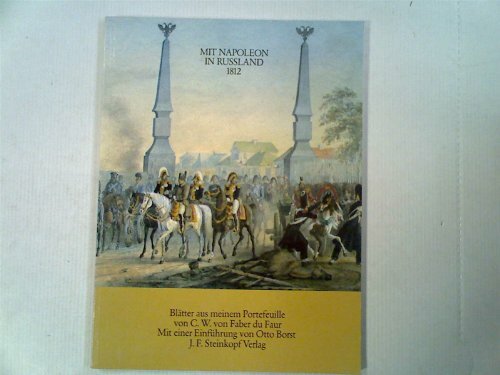 MIT NAPOLEON
IN RUSSLAND
1812
Blätter aus meinem Portefeuille
von C. W. von Faber du Faur
Mit einer Einführung von Otto Borst
J. F. Steinkopf Verlag